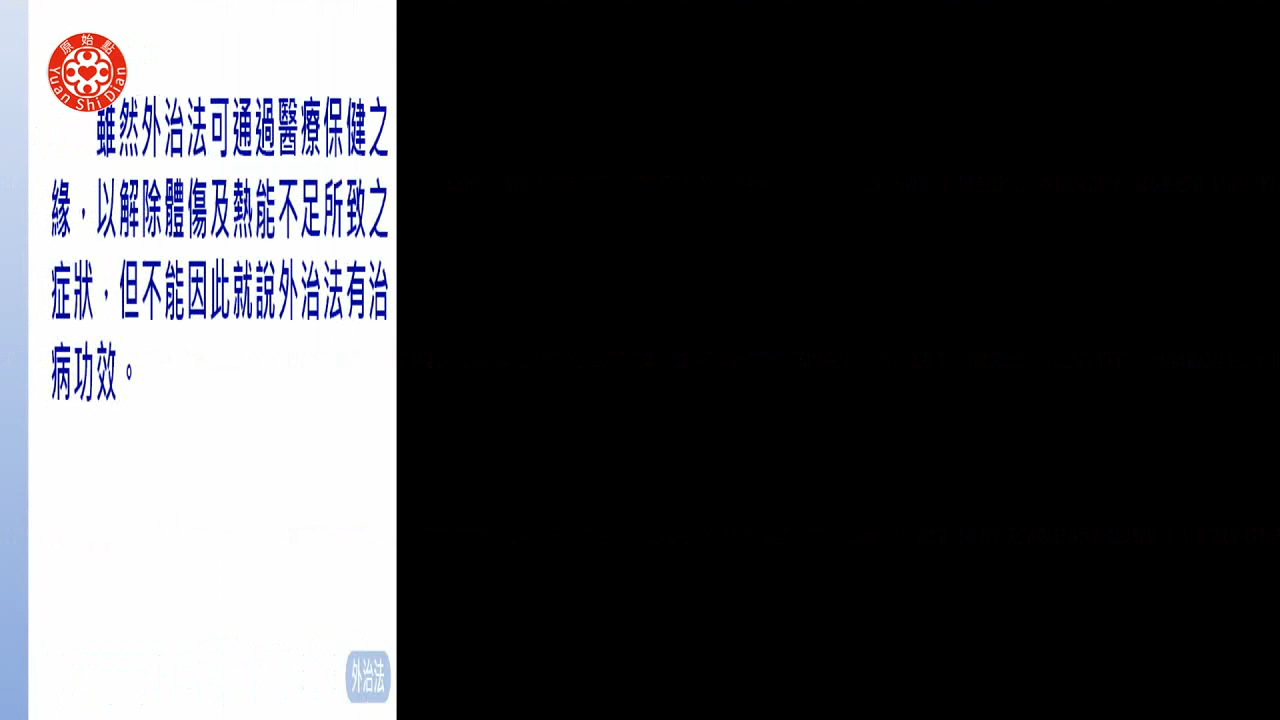 原始點
Yuan Shi Dian
雖然外治法可通過醫療保健之
緣，以解除體傷及熱能不足所致之
症狀，但不能因此就說外治法有治
病功效。
外治法